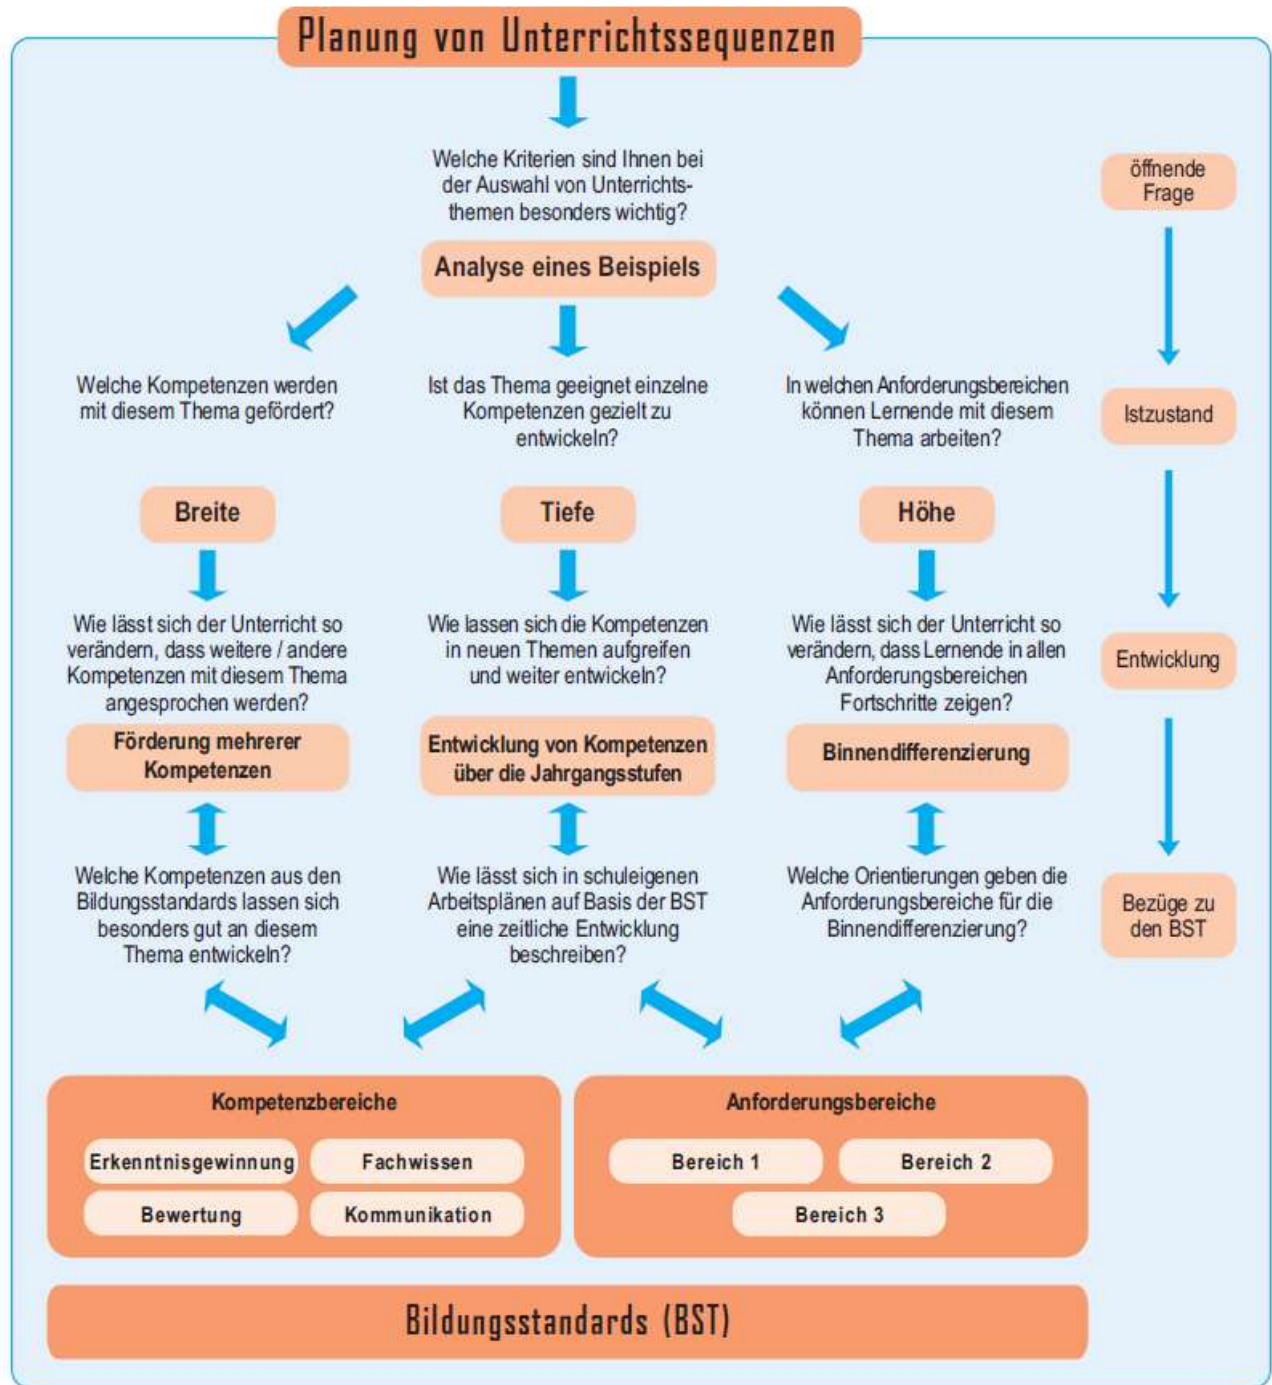 Planung von Unterrichtssequenzen
Welche Kriterien sind Ihnen bei
der Auswahl von Unterrichts-
themen besonders wichtig?
Analyse eines Beispiels
öffnende
Frage
Welche Kompetenzen werden
mit diesem Thema gefördert?
Ist das Thema geeignet einzelne
Kompetenzen gezielt zu
entwickeln?
In welchen Anforderungsbereichen
können Lernende mit diesem
Thema arbeiten?
Istzustand
Breite
Tiefe
Höhe
Wie lässt sich der Unterricht so
verändern, dass weitere / andere
Kompetenzen mit diesem Thema
angesprochen werden?
Förderung mehrerer
Kompetenzen
Wie lassen sich die Kompetenzen
in neuen Themen aufgreifen
und weiter entwickeln?
Entwicklung von Kompetenzen
über die Jahrgangsstufen
Wie lässt sich der Unterricht so
verändern, dass Lernende in allen
Anforderungsbereichen
Fortschritte zeigen?
Binnendifferenzierung
Entwicklung
Welche Kompetenzen aus den
Bildungsstandards lassen sich
besonders gut an diesem
Thema entwickeln?
Wie lässt sich in schuleigenen
Arbeitsplänen auf Basis der BST
eine zeitliche Entwicklung
beschreiben?
Welche Orientierungen geben die
Anforderungsbereiche für die
Binnendifferenzierung?
Bezüge zu
den BST
Kompetenzbereiche
Erkenntnisgewinnung
Fachwissen
Bewertung
Kommunikation
Anforderungsbereiche
Bereich 1
Bereich 2
Bereich 3
Bildungsstandards (BST)